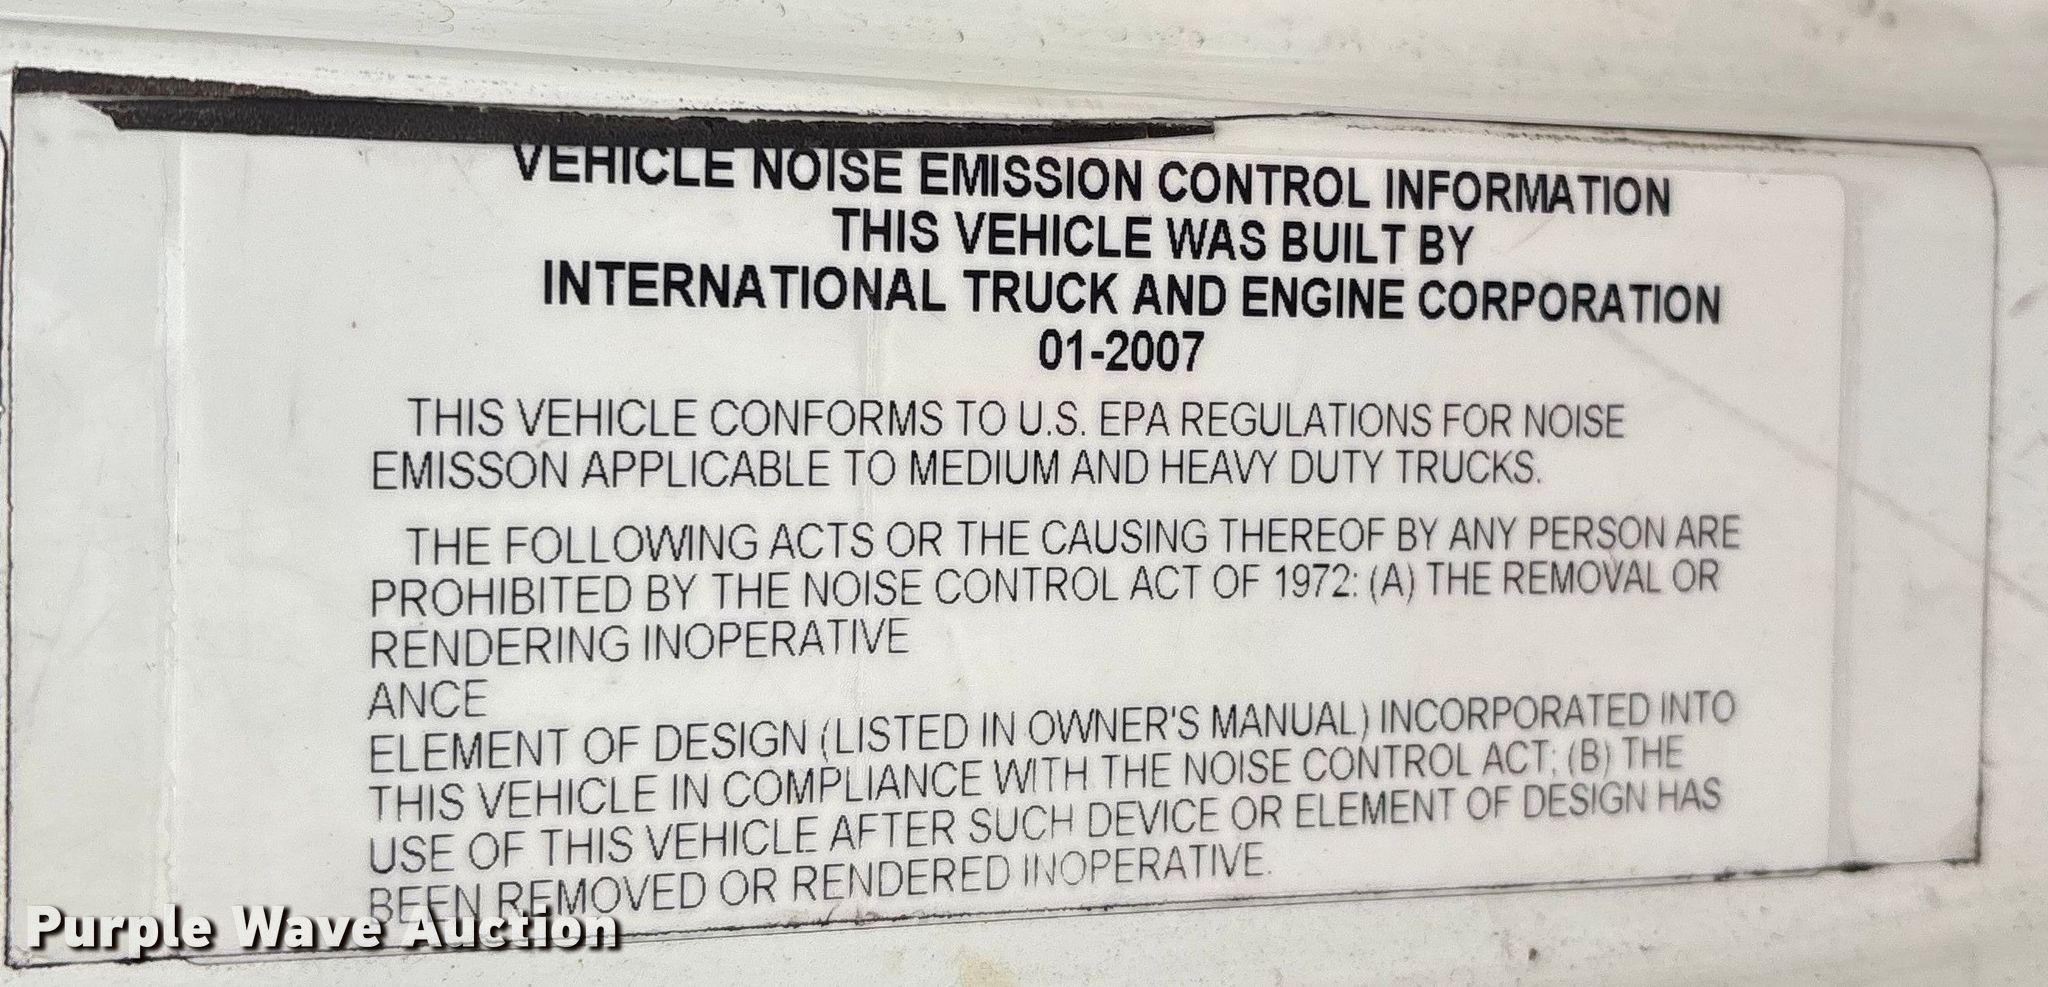 VEHICLE NOISE EMISSION CONTROL INFORMATION
THIS VEHICLE WAS BUILT BY
INTERNATIONAL TRUCK AND ENGINE CORPORATION
01-2007
THIS VEHICLE CONFORMS TO U.S. EPA REGULATIONS FOR NOISE
EMISSON APPLICABLE TO MEDIUM AND HEAVY DUTY TRUCKS.
THE FOLLOWING ACTS OR THE CAUSING THEREOF BY ANY PERSON ARE
PROHIBITED BY THE NOISE CONTROL ACT OF 1972: (A) THE REMOVAL OR
RENDERING INOPERATIVE
ANCE
ELEMENT OF DESIGN (LISTED IN OWNER'S MANUAL) INCORPORATED INTO
THIS VEHICLE IN COMPLIANCE WITH THE NOISE CONTROL ACT; (B) THE
USE OF THIS VEHICLE AFTER SUCH DEVICE OR ELEMENT OF DESIGN HAS
BEEN REMOVED OR RENDERED INOPERATIVE.
Purple Wave Auction